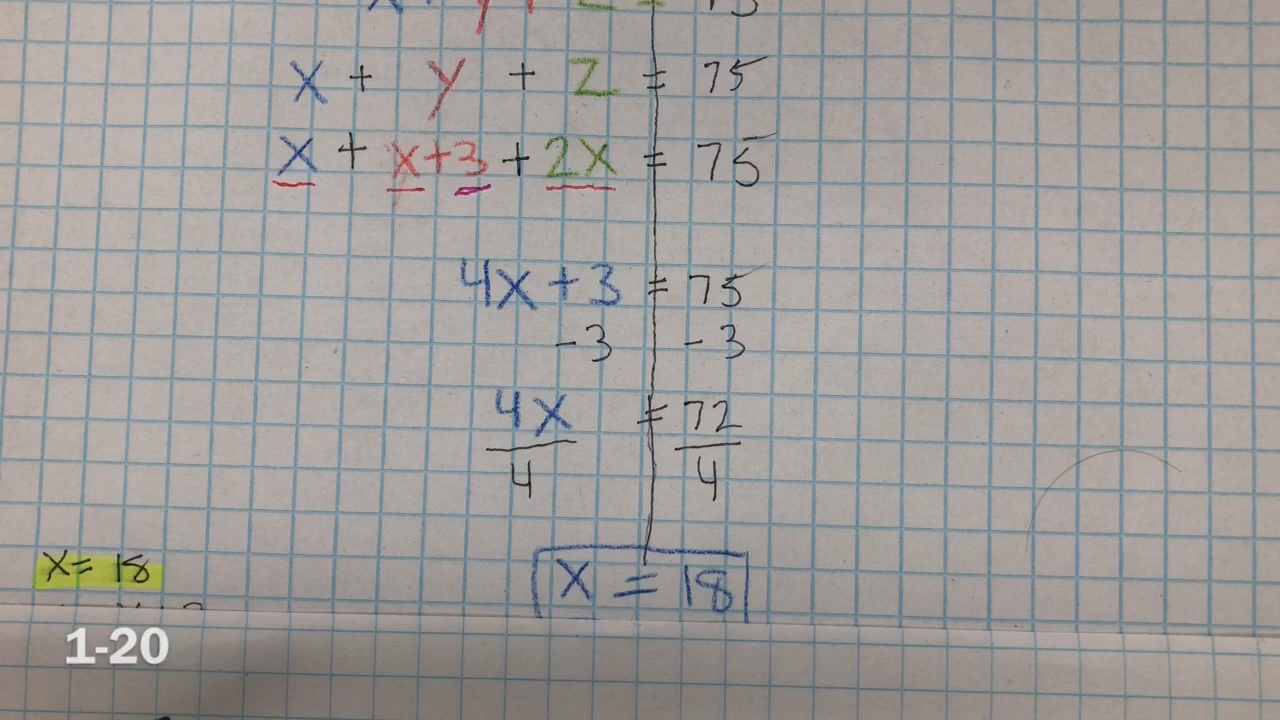 x + y + z = 75
x + x+3 + 2x = 75
4x + 3 = 75
-3 -3
4x = 72
4 4
x = 18
x = 18
1-20